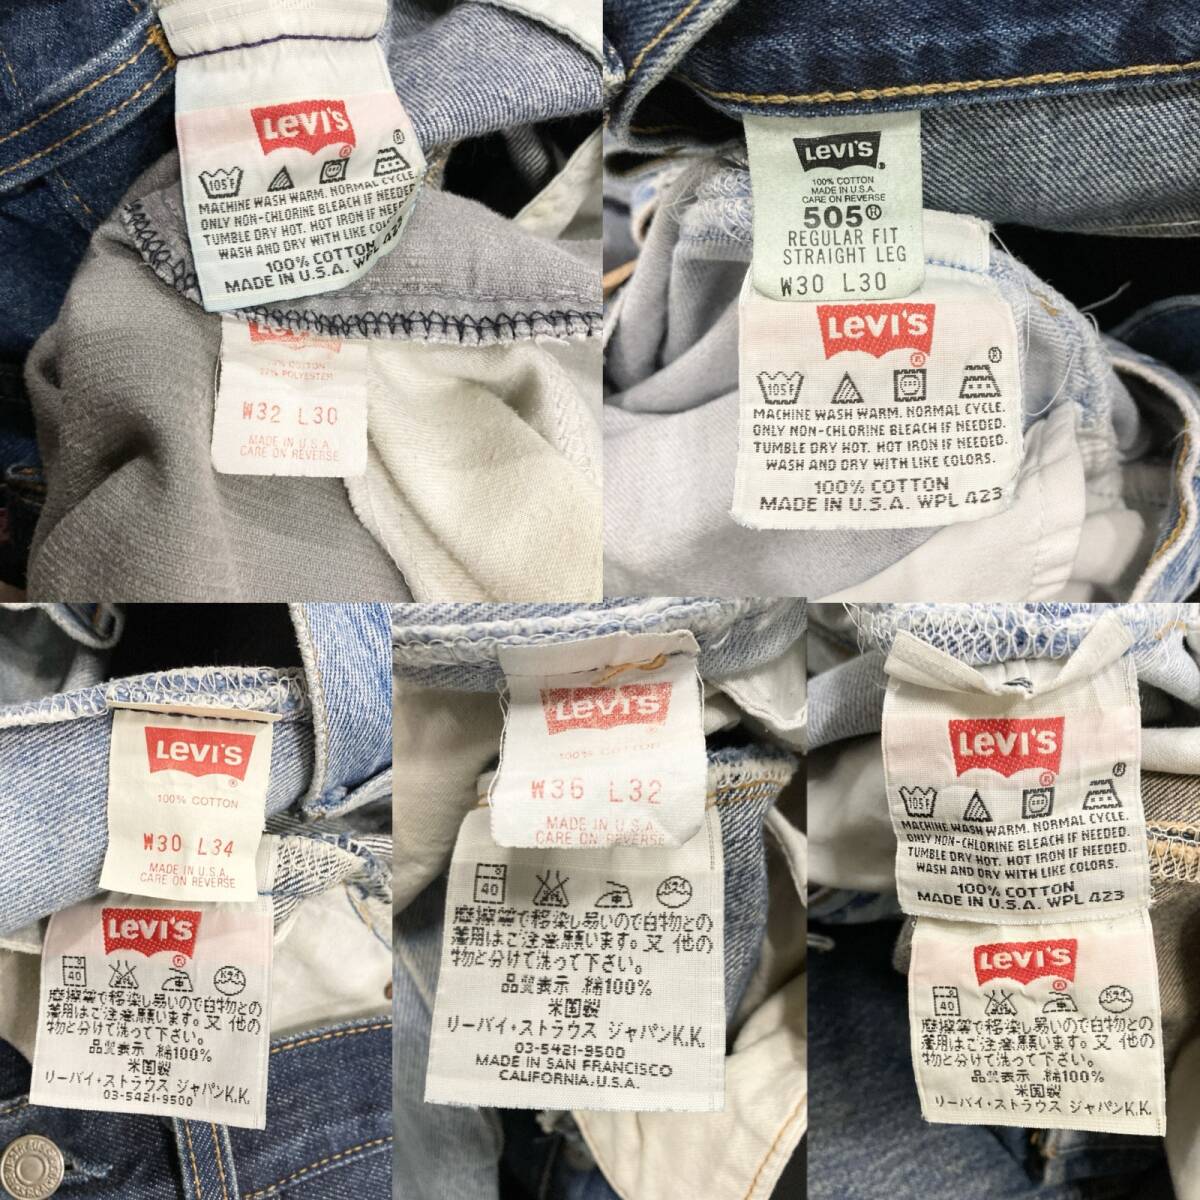 Levi's
®
®
105°F
MACHINE WASH WARM. NORMAL CYCLE.
ONLY NON-CHLORINE BLEACH IF NEEDED.
TUMBLE DRY HOT. HOT IRON IF NEEDED.
WASH AND DRY WITH LIKE COLORS.
100% COTTON
MADE IN U.S.A. WPL 423
COTTON
POLYESTER
W32 L30
MADE IN U.S.A.
CARE ON REVERSE
Levi's
100% COTTON
MADE IN U.S.A.
CARE ON REVERSE
505®
REGULAR FIT
STRAIGHT LEG
W30 L30
Levi's
®
®
105°F
MACHINE WASH WARM. NORMAL CYCLE.
ONLY NON-CHLORINE BLEACH IF NEEDED.
TUMBLE DRY HOT. HOT IRON IF NEEDED.
WASH AND DRY WITH LIKE COLORS.
100% COTTON
MADE IN U.S.A. WPL 423
Levi's
®
100% COTTON
W30 L34
MADE IN U.S.A.
CARE ON REVERSE
Levi's
®
40
ドライ
摩擦等で移染し易いので白物との
着用はご注意願います。又 他の
物と分けて洗って下さい。
品質表示 綿100%
米国製
リーバイ・ストラウス ジャパンK.K.
03-5421-9500
Levi's
100% COTTON
W36 L32
MADE IN U.S.A.
CARE ON REVERSE
40
ドライ
摩擦等で移染し易いので白物との
着用はご注意願います。又 他の
物と分けて洗って下さい。
品質表示 綿100%
米国製
リーバイ・ストラウス ジャパンK.K.
03-5421-9500
MADE IN SAN FRANCISCO
CALIFORNIA.U.S.A.
Levi's
®
®
105°F
MACHINE WASH WARM. NORMAL CYCLE.
ONLY NON-CHLORINE BLEACH IF NEEDED.
TUMBLE DRY HOT. HOT IRON IF NEEDED.
WASH AND DRY WITH LIKE COLORS.
100% COTTON
MADE IN U.S.A. WPL 423
Levi's
®
40
ドライ
摩擦等で移染し易いので白物との
着用はご注意願います。又 他の
物と分けて洗って下さい。
品質表示 綿100%
米国製
リーバイ・ストラウス ジャパンK.K.